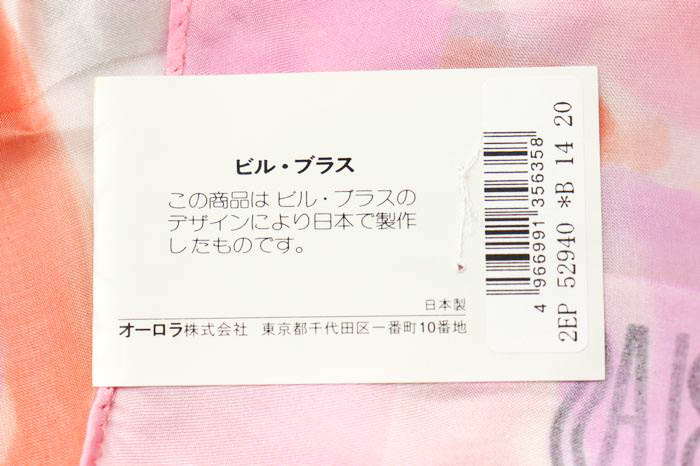 ビル・ブラス
この商品は ビル・ブラスの
デザインにより日本で製作
したものです。
日本製
オーロラ株式会社 東京都千代田区一番町10番地
4 966991 356358
2EP 52940 *B 14 20